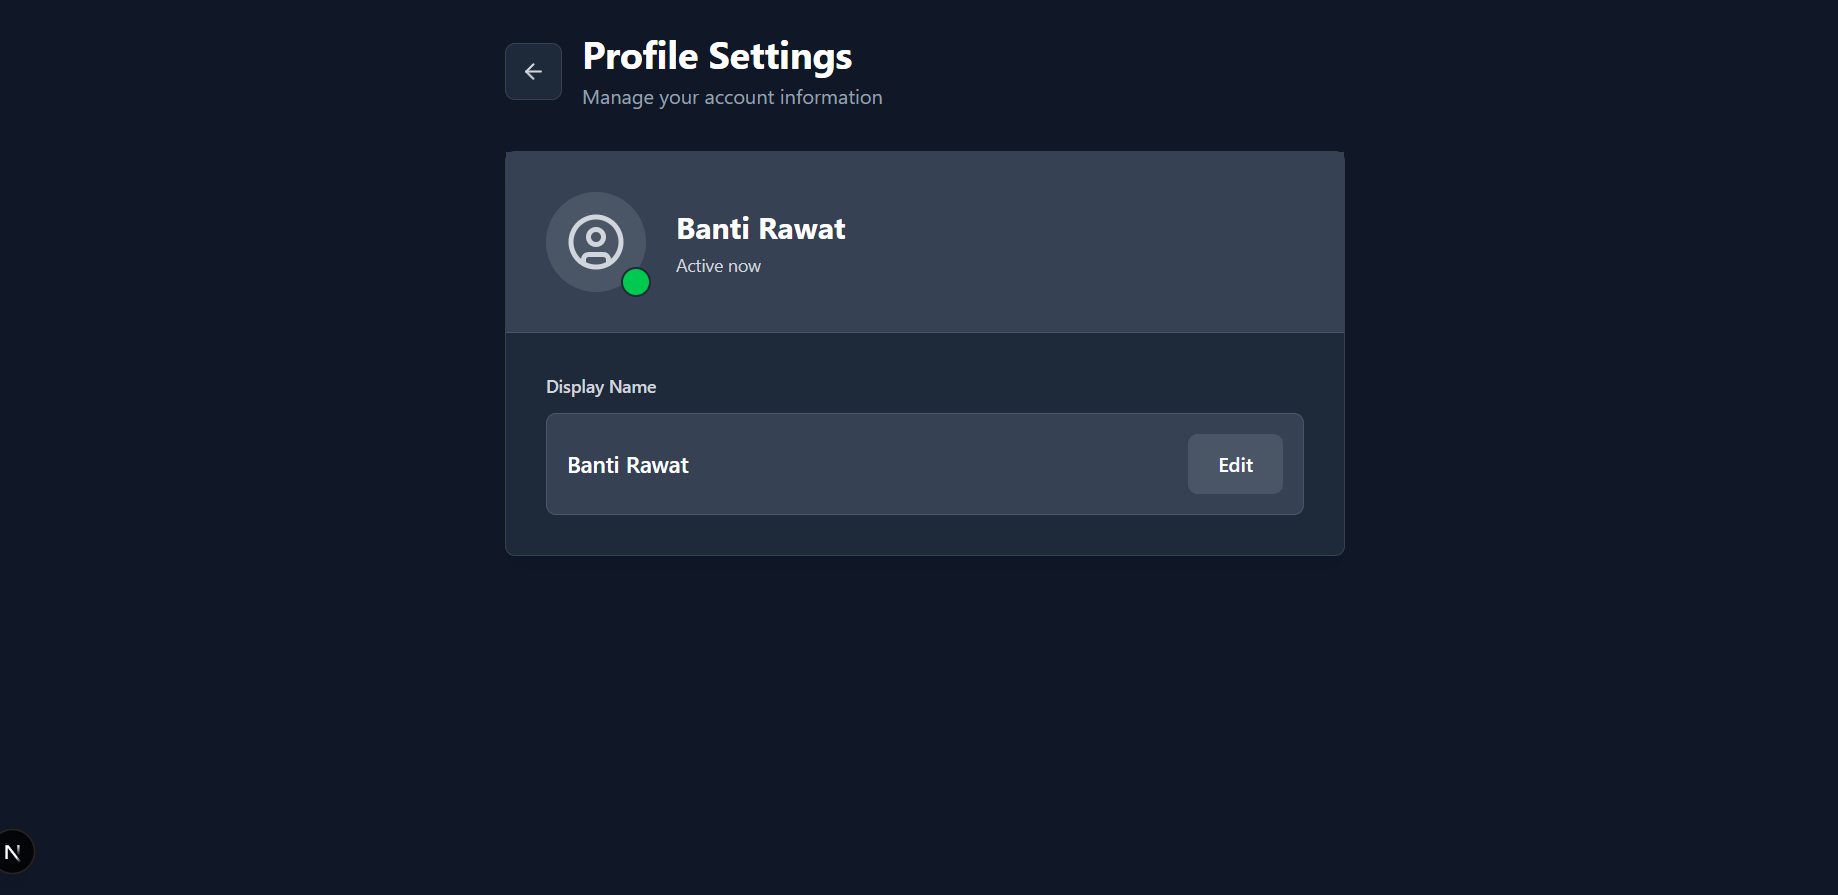 Profile Settings
Manage your account information
Banti Rawat
Active now
Display Name
Banti Rawat
Edit
N